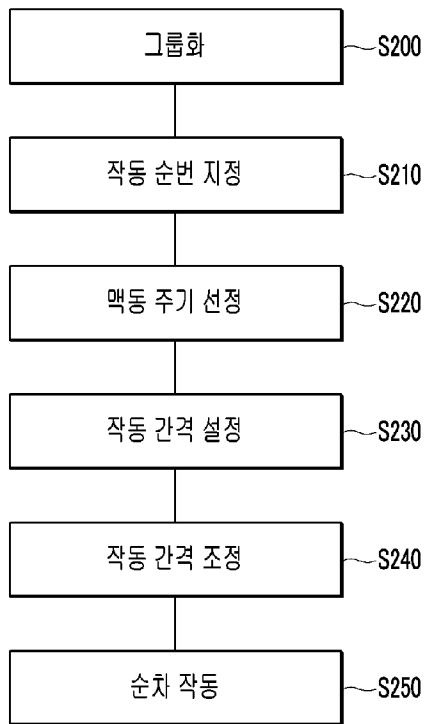 그룹화 S200
작동 순번 지정 S210
맥동 주기 선정 S220
작동 간격 설정 S230
작동 간격 조정 S240
순차 작동 S250